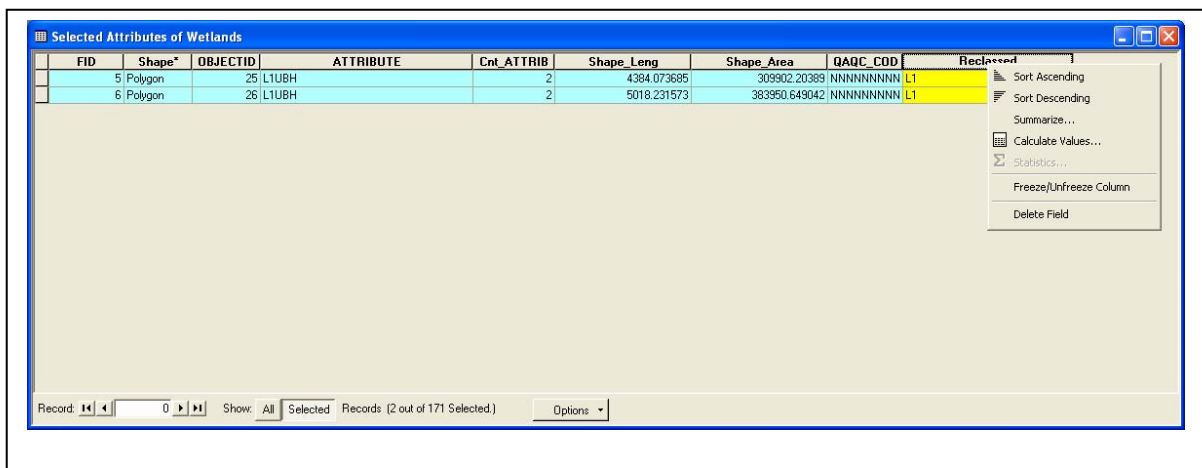 Selected Attributes of Wetlands
FID Shape* OBJECTID ATTRIBUTE Cnt_ATTRIB Shape_Leng Shape_Area QAQC_COD Reclassed
5 Polygon 25 L1UBH 2 4384.073685 309902.20389 NNNNNNNNN L1
6 Polygon 26 L1UBH 2 5018.231573 383950.649042 NNNNNNNNN L1
Sort Ascending
Sort Descending
Summarize...
Calculate Values...
Statistics...
Freeze/Unfreeze Column
Delete Field
Record: 0 Show: All Selected Records (2 out of 171 Selected.) Options